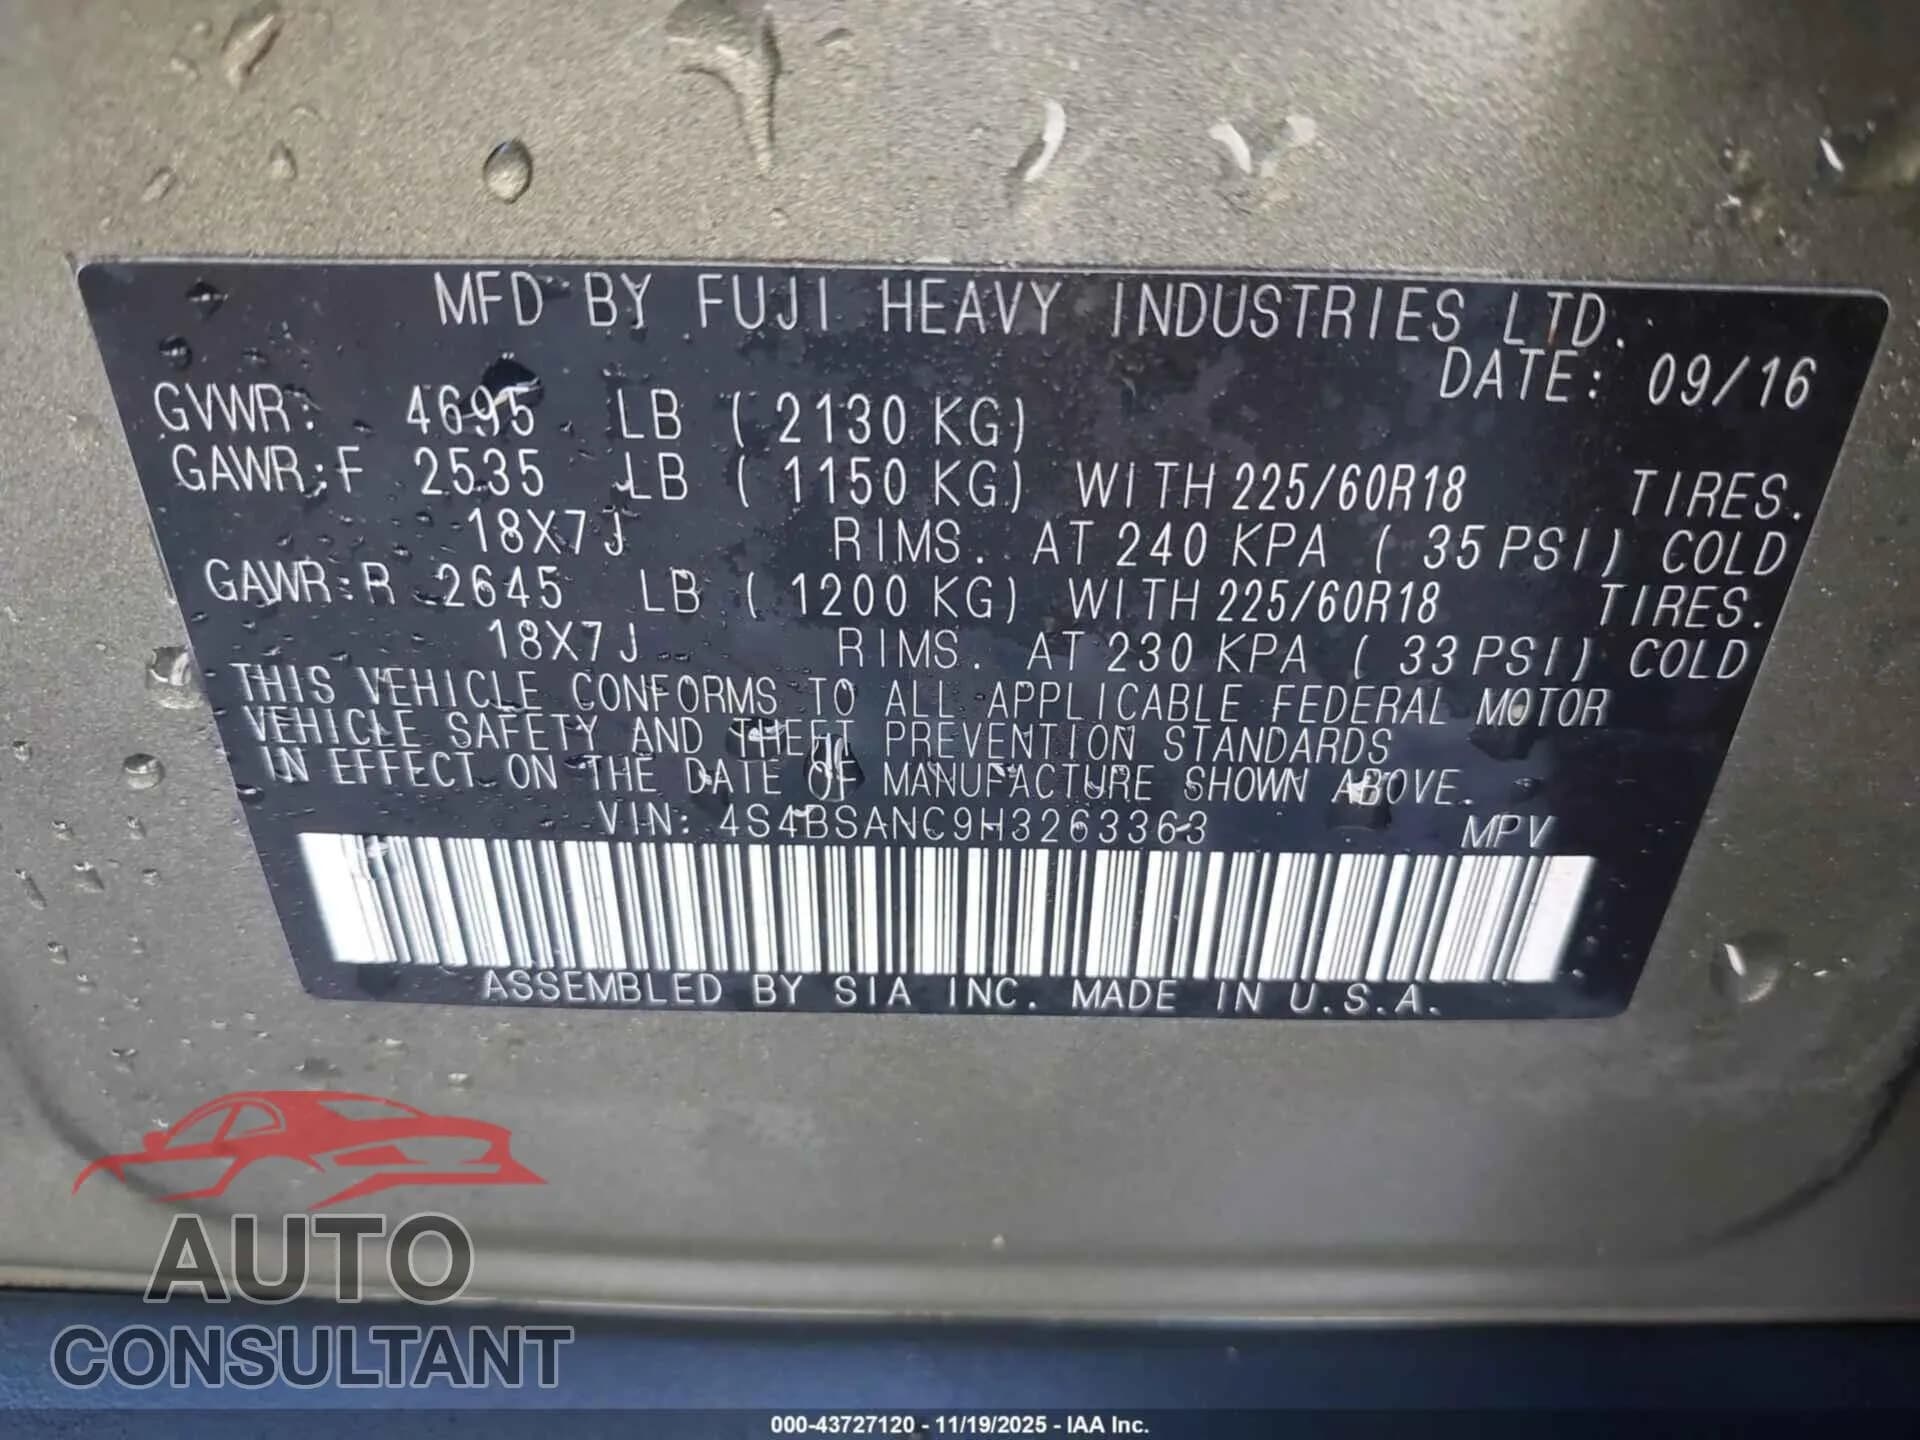 MFD BY FUJI HEAVY INDUSTRIES LTD.
DATE: 09/16
GVWR: 4695 LB ( 2130 KG)
GAWR:F 2535 LB ( 1150 KG) WITH 225/60R18 TIRES.
18X7J RIMS. AT 240 KPA ( 35 PSI) COLD
GAWR:R 2645 LB ( 1200 KG) WITH 225/60R18 TIRES.
18X7J RIMS. AT 230 KPA ( 33 PSI) COLD
THIS VEHICLE CONFORMS TO ALL APPLICABLE FEDERAL MOTOR
VEHICLE SAFETY AND THEFT PREVENTION STANDARDS
IN EFFECT ON THE DATE OF MANUFACTURE SHOWN ABOVE.
VIN: 4S4BSANC9H3263363 MPV
ASSEMBLED BY SIA INC. MADE IN U.S.A.
AUTO
CONSULTANT
000-43727120 - 11/19/2025 - IAA Inc.